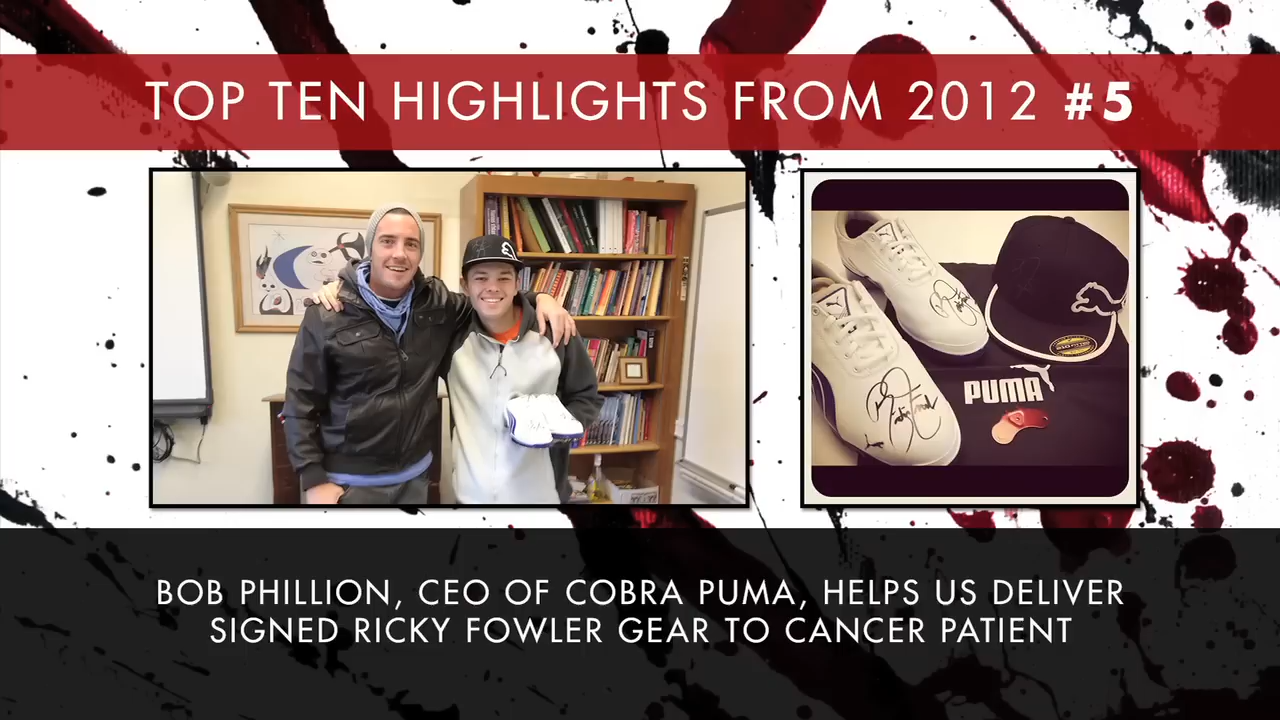 TOP TEN HIGHLIGHTS FROM 2012 #5
PUMA
BOB PHILLION, CEO OF COBRA PUMA, HELPS US DELIVER
SIGNED RICKY FOWLER GEAR TO CANCER PATIENT